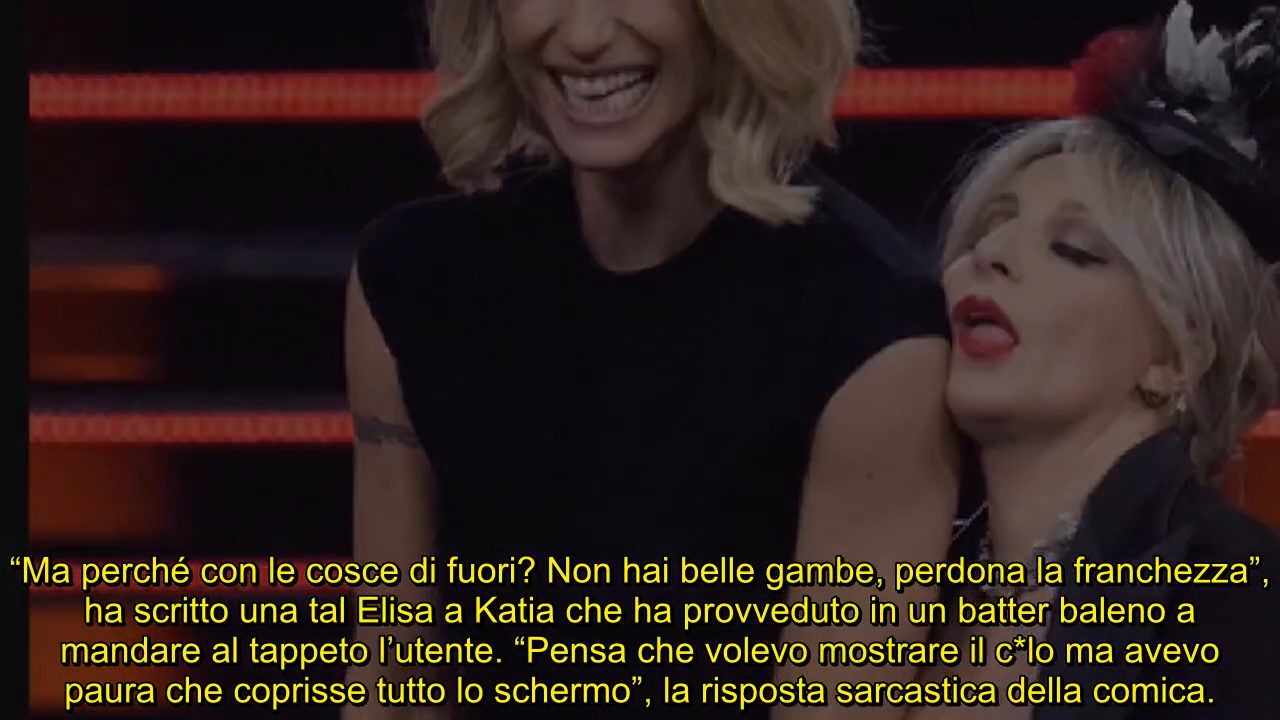 “Ma perché con le cosce di fuori? Non hai belle gambe, perdona la franchezza”,
ha scritto una tal Elisa a Katia che ha provveduto in un batter baleno a
mandare al tappeto l’utente. “Pensa che volevo mostrare il c*lo ma avevo
paura che coprisse tutto lo schermo”, la risposta sarcastica della comica.